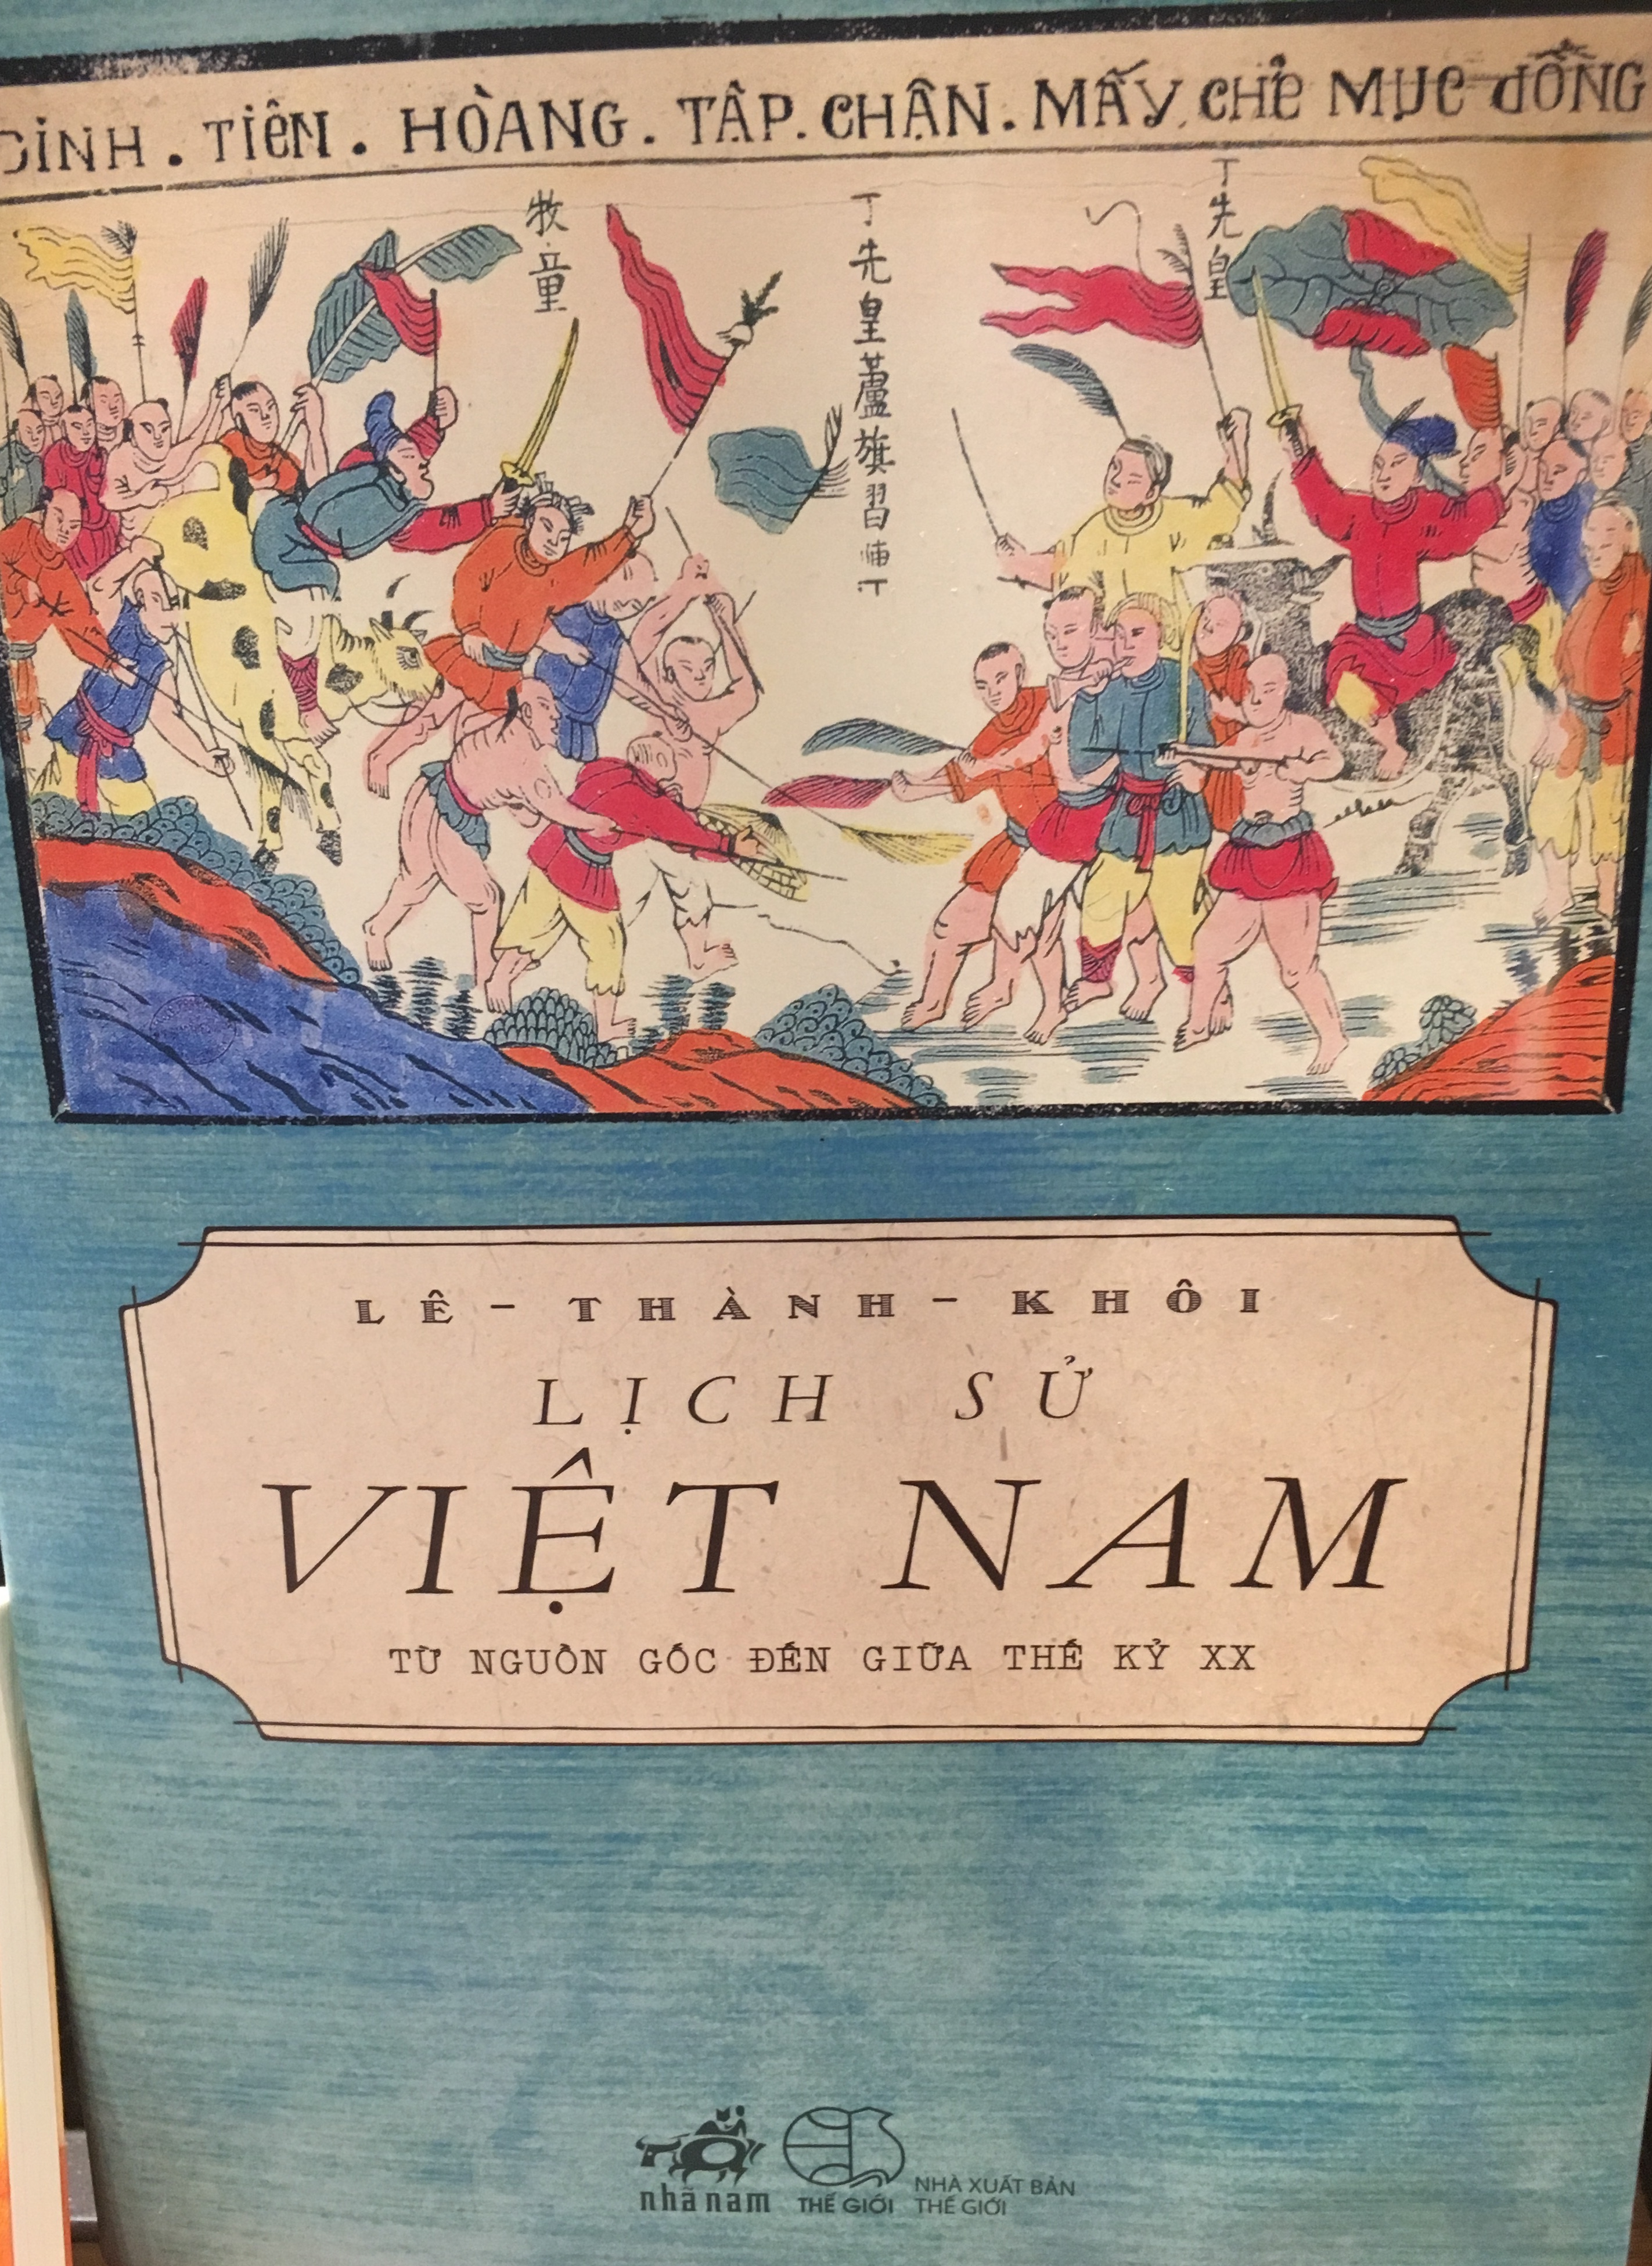 ĐINH . TIÊN . HÒANG . TẬP . CHẬN . MẤY CHẺ MỤC ĐỒNG
牧童
丁先皇蘆旗習
丁先皇
LÊ - THÀNH - KHÔI
LỊCH SỬ
VIỆT NAM
TỪ NGUỒN GỐC ĐẾN GIỮA THẾ KỶ XX
nhã nam
THẾ GIỚI
NHÀ XUẤT BẢN
THẾ GIỚI